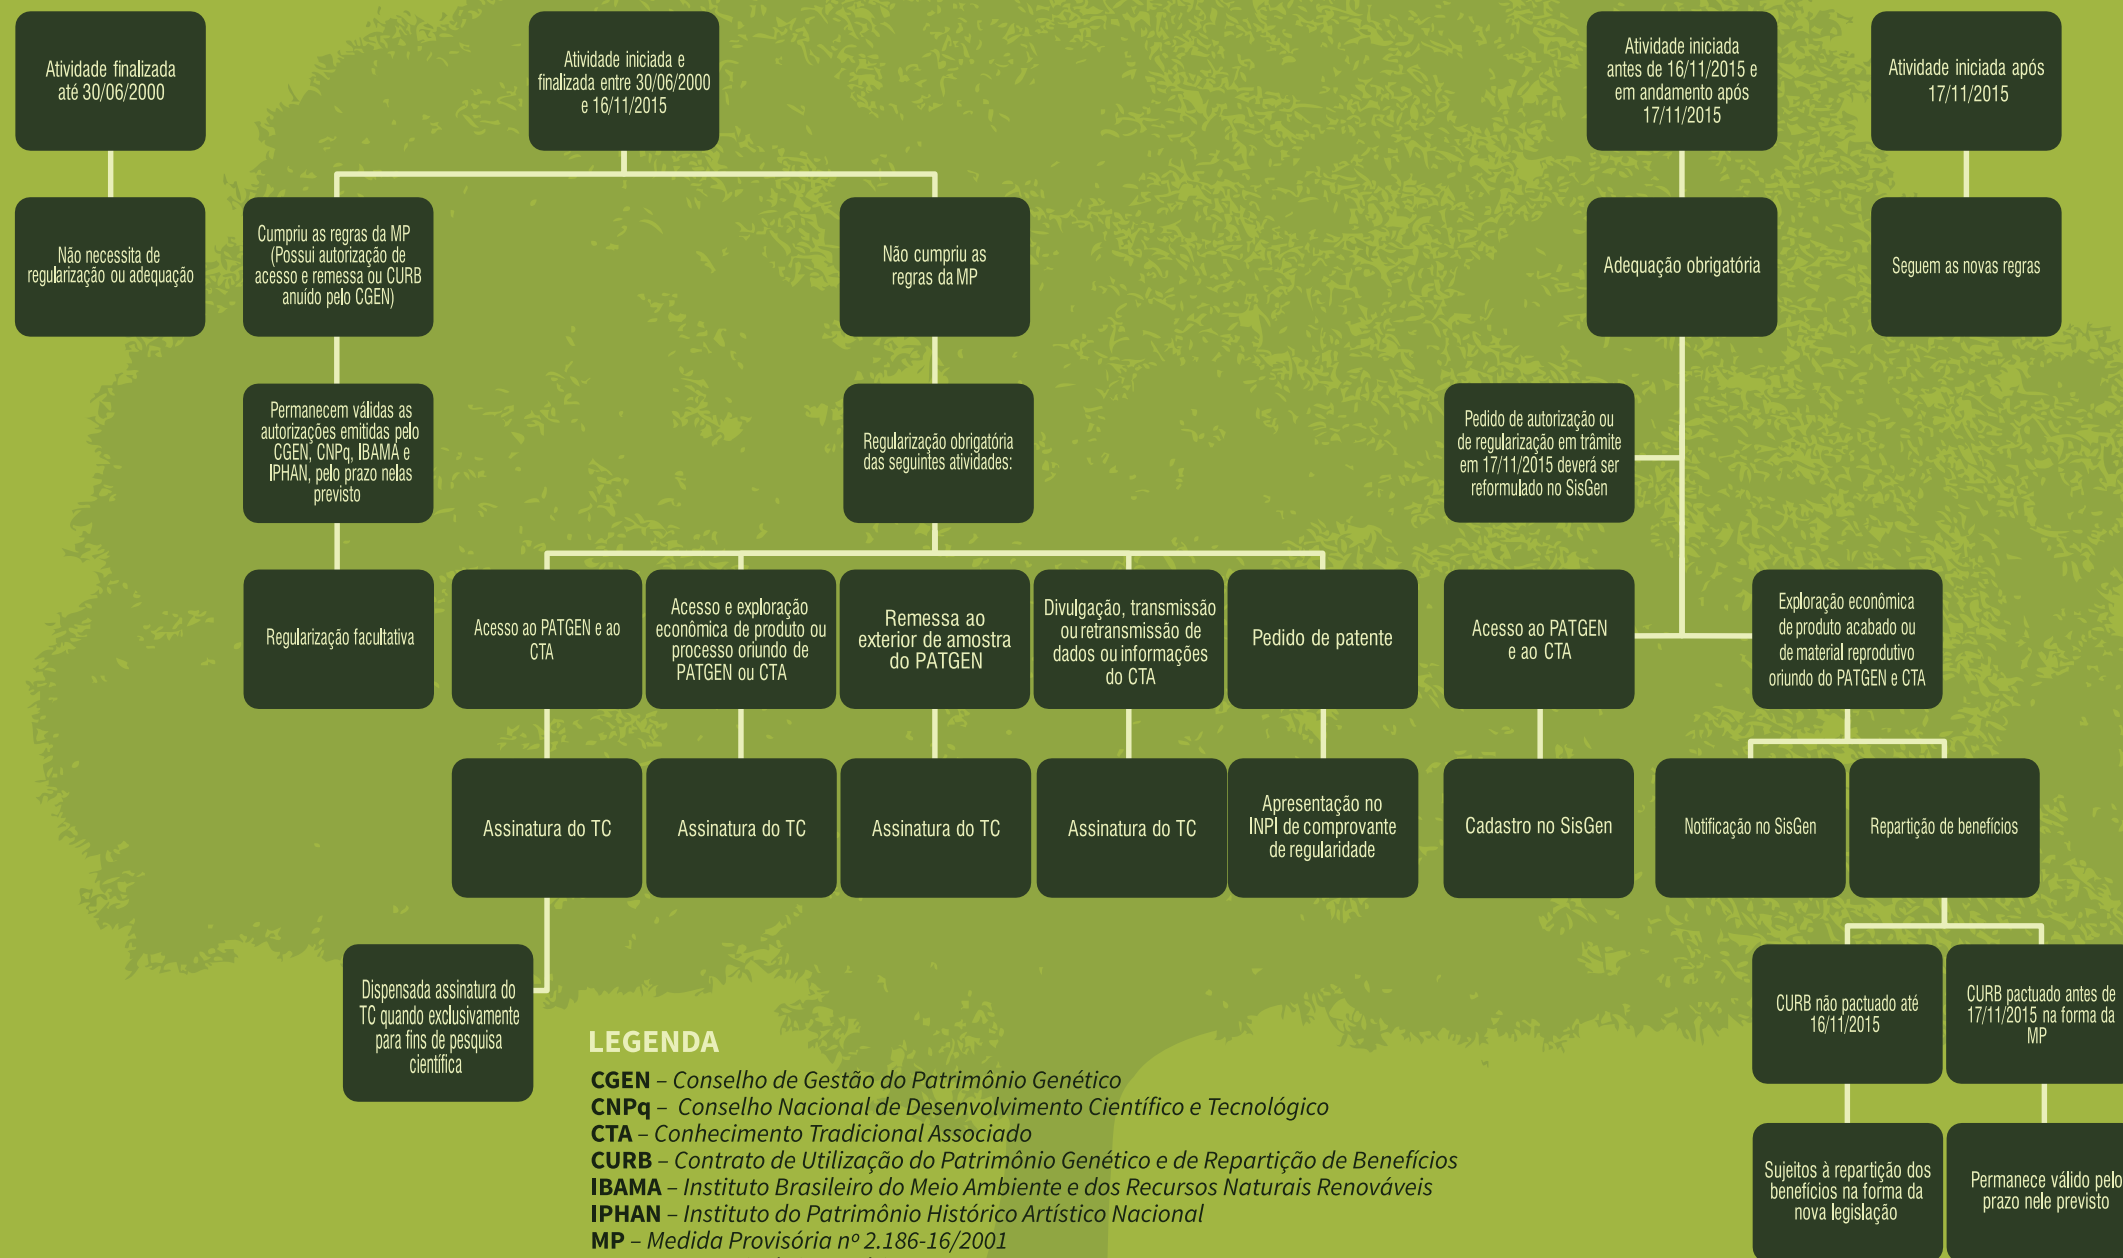 Atividade finalizada
até 30/06/2000
Atividade iniciada e
finalizada entre 30/06/2000
e 16/11/2015
Atividade iniciada
antes de 16/11/2015 e
em andamento após
17/11/2015
Atividade iniciada após
17/11/2015
Não necessita de
regularização ou adequação
Cumpriu as regras da MP
(Possui autorização de
acesso e remessa ou CURB
anuído pelo CGEN)
Não cumpriu as
regras da MP
Adequação obrigatória
Seguem as novas regras
Permanecem válidas as
autorizações emitidas pelo
CGEN, CNPq, IBAMA e
IPHAN, pelo prazo nelas
previsto
Regularização obrigatória
das seguintes atividades:
Pedido de autorização ou
de regularização em trâmite
em 17/11/2015 deverá ser
reformulado no SisGen
Regularização facultativa
Acesso ao PATGEN e ao
CTA
Acesso e exploração
econômica de produto ou
processo oriundo de
PATGEN ou CTA
Remessa ao
exterior de amostra
do PATGEN
Divulgação, transmissão
ou retransmissão de
dados ou informações
do CTA
Pedido de patente
Acesso ao PATGEN
e ao CTA
Exploração econômica
de produto acabado ou
de material reprodutivo
oriundo do PATGEN e CTA
Assinatura do TC
Assinatura do TC
Assinatura do TC
Assinatura do TC
Apresentação no
INPI de comprovante
de regularidade
Cadastro no SisGen
Notificação no SisGen
Repartição de benefícios
Dispensada assinatura do
TC quando exclusivamente
para fins de pesquisa
científica
CURB não pactuado até
16/11/2015
CURB pactuado antes de
17/11/2015 na forma da
MP
Sujeitos à repartição dos
benefícios na forma da
nova legislação
Permanece válido pelo
prazo nele previsto
LEGENDA
CGEN – Conselho de Gestão do Patrimônio Genético
CNPq – Conselho Nacional de Desenvolvimento Científico e Tecnológico
CTA – Conhecimento Tradicional Associado
CURB – Contrato de Utilização do Patrimônio Genético e de Repartição de Benefícios
IBAMA – Instituto Brasileiro do Meio Ambiente e dos Recursos Naturais Renováveis
IPHAN – Instituto do Patrimônio Histórico Artístico Nacional
MP – Medida Provisória nº 2.186-16/2001